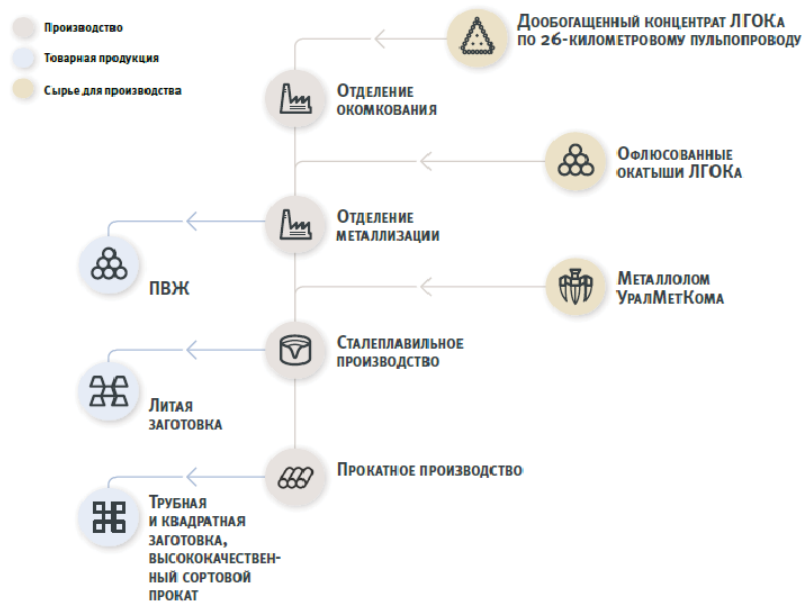 Производство
Товарная продукция
Сырье для производства
Дообогащенный концентрат ЛГОКа
по 26-километровому пульпопроводу
Отделение
окомкования
Офлюсованные
окатыши ЛГОКа
Отделение
металлизации
ПВЖ
Металлолом
УралМетКома
Сталеплавильное
производство
Литая
заготовка
Прокатное производство
Трубная
и квадратная
заготовка,
высококачествен-
ный сортовой
прокат